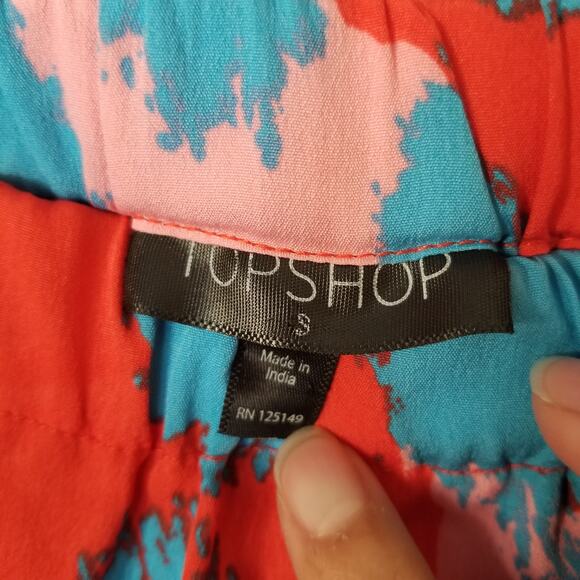 TOPSHOP
S
Made in
India
RN 125149